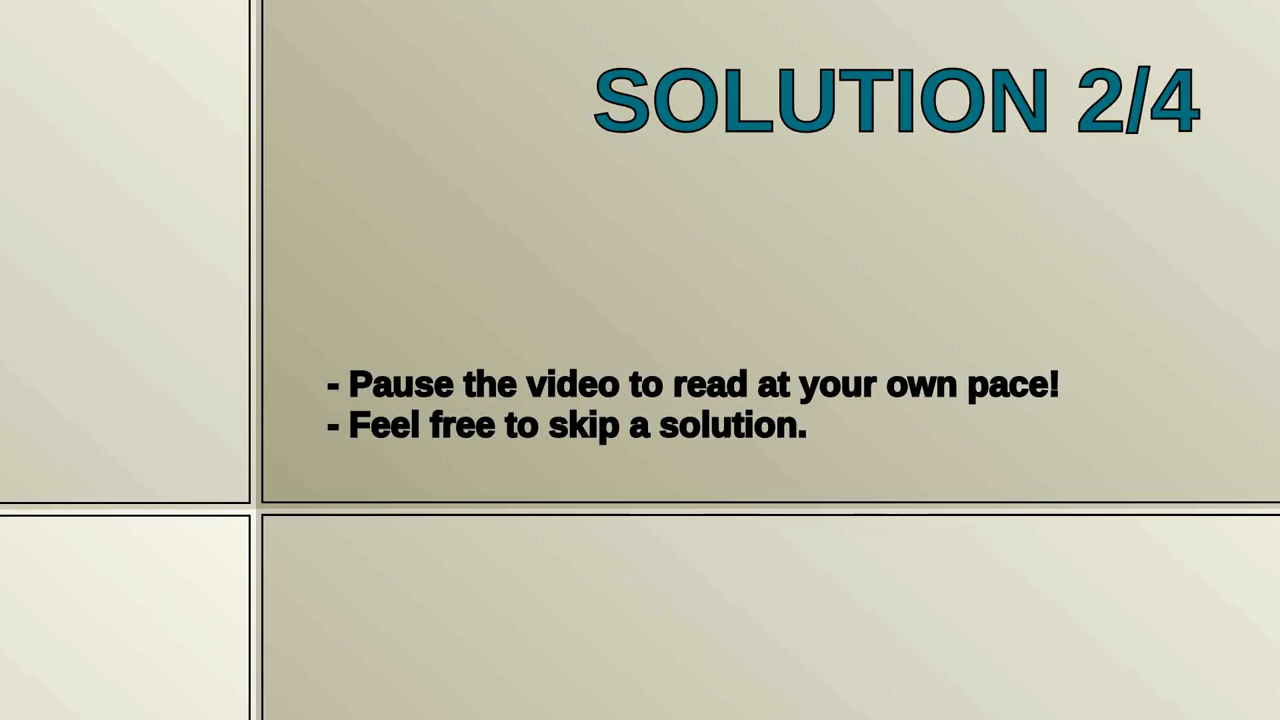 SOLUTION 2/4
- Pause the video to read at your own pace!
- Feel free to skip a solution.